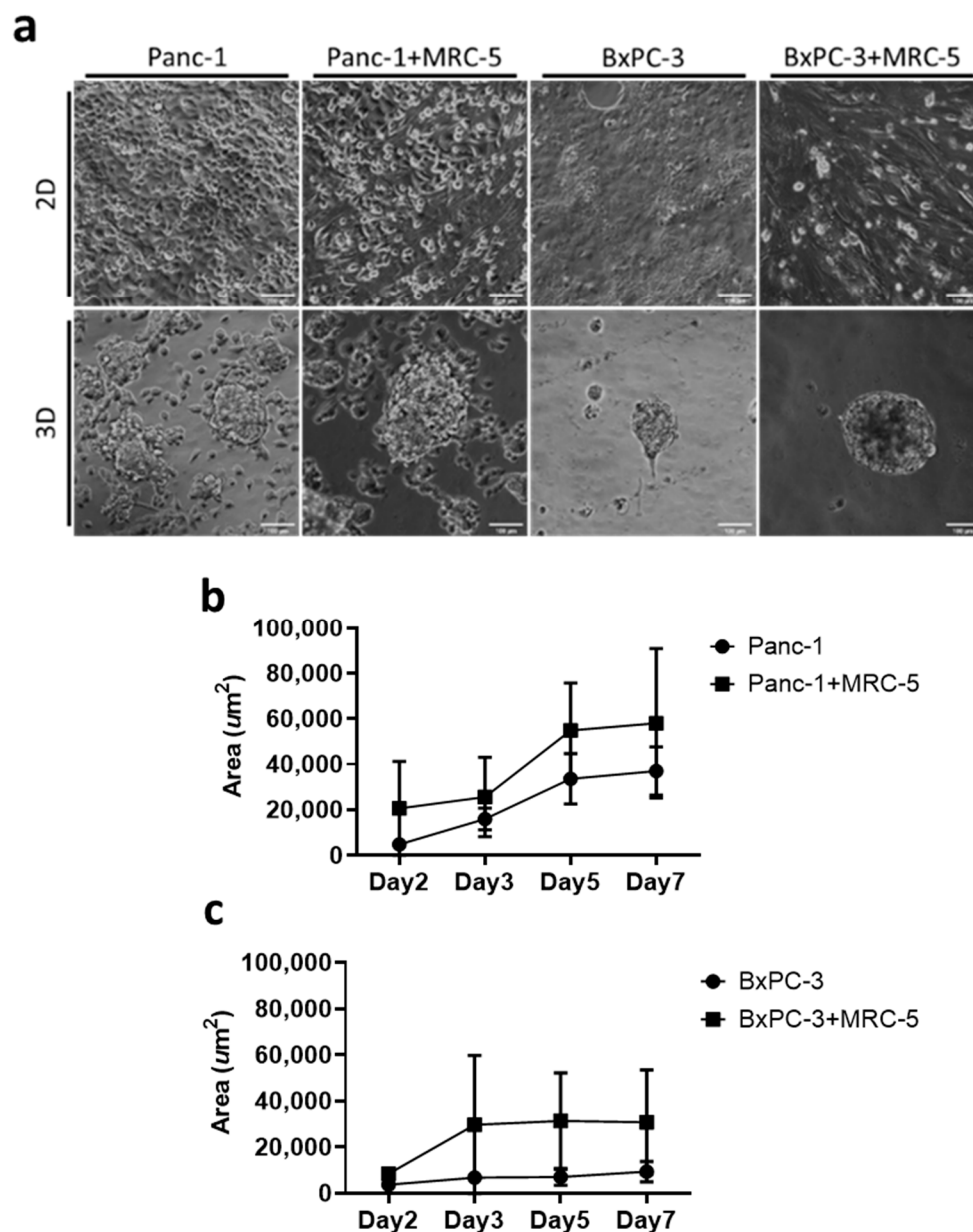 a
Panc-1 Panc-1+MRC-5 BxPC-3 BxPC-3+MRC-5
2D
3D
b
100,000
80,000
60,000
40,000
20,000
0
Area (um²)
Day2 Day3 Day5 Day7
Panc-1
Panc-1+MRC-5
c
100,000
80,000
60,000
40,000
20,000
0
Area (um²)
Day2 Day3 Day5 Day7
BxPC-3
BxPC-3+MRC-5